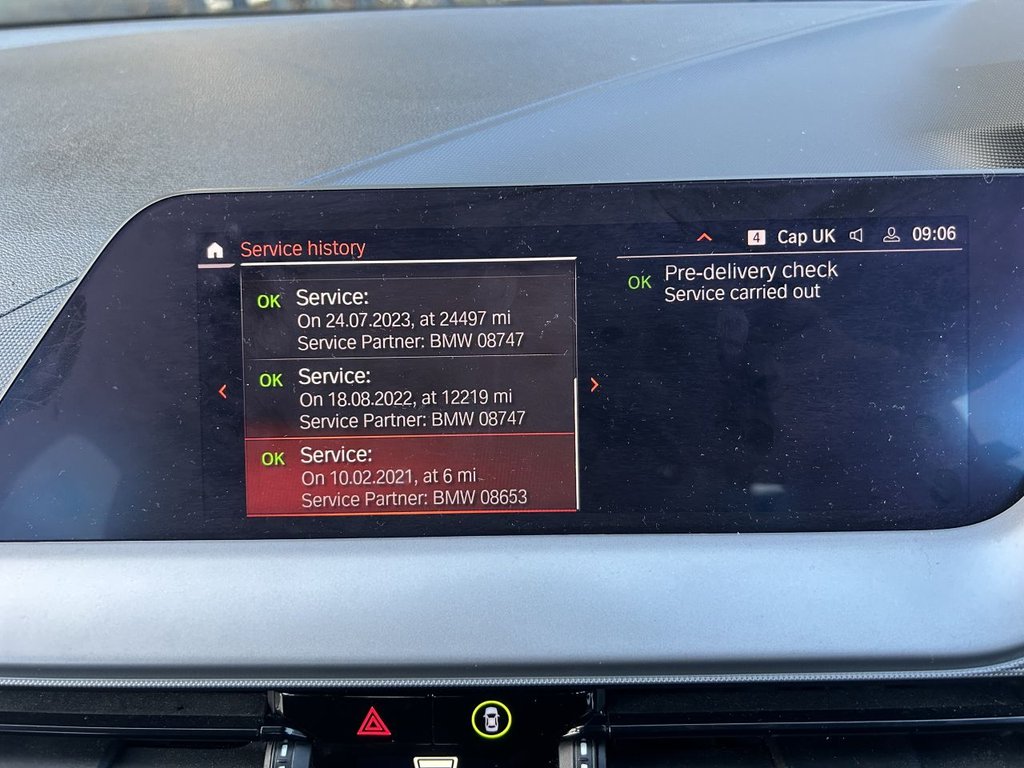 Service history
4 Cap UK 09:06
OK Service:
On 24.07.2023, at 24497 mi
Service Partner: BMW 08747
OK Service:
On 18.08.2022, at 12219 mi
Service Partner: BMW 08747
OK Service:
On 10.02.2021, at 6 mi
Service Partner: BMW 08653
OK Pre-delivery check
Service carried out